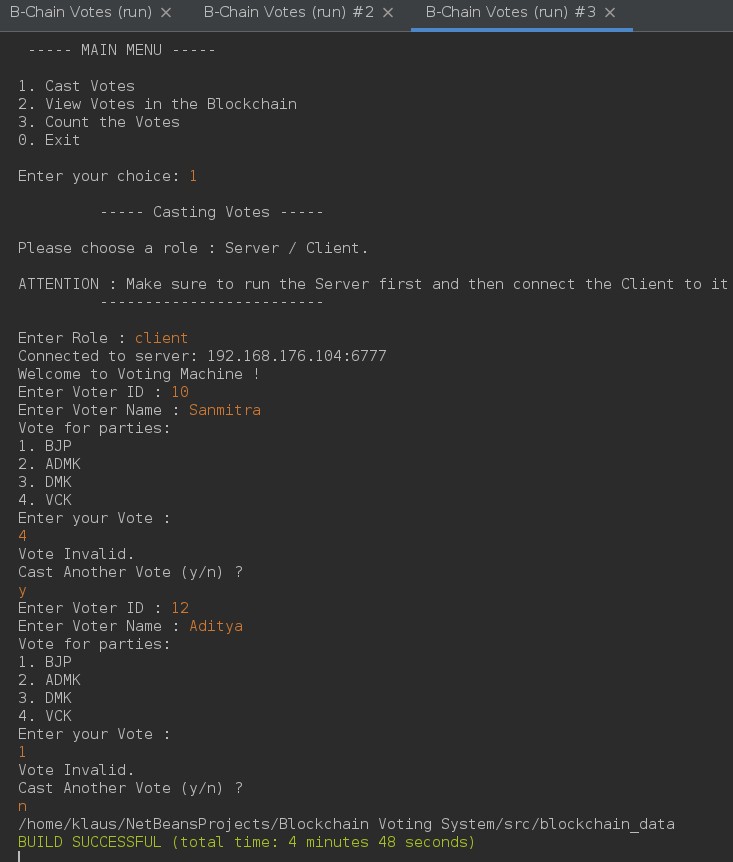 B-Chain Votes (run) × B-Chain Votes (run) #2 × B-Chain Votes (run) #3 ×
----- MAIN MENU -----
1. Cast Votes
2. View Votes in the Blockchain
3. Count the Votes
0. Exit
Enter your choice: 1
----- Casting Votes -----
Please choose a role : Server / Client.
ATTENTION : Make sure to run the Server first and then connect the Client to it
-------------------------
Enter Role : client
Connected to server: 192.168.176.104:6777
Welcome to Voting Machine !
Enter Voter ID : 10
Enter Voter Name : Sanmitra
Vote for parties:
1. BJP
2. ADMK
3. DMK
4. VCK
Enter your Vote :
4
Vote Invalid.
Cast Another Vote (y/n) ?
y
Enter Voter ID : 12
Enter Voter Name : Aditya
Vote for parties:
1. BJP
2. ADMK
3. DMK
4. VCK
Enter your Vote :
1
Vote Invalid.
Cast Another Vote (y/n) ?
n
/home/klaus/NetBeansProjects/Blockchain Voting System/src/blockchain_data
BUILD SUCCESSFUL (total time: 4 minutes 48 seconds)